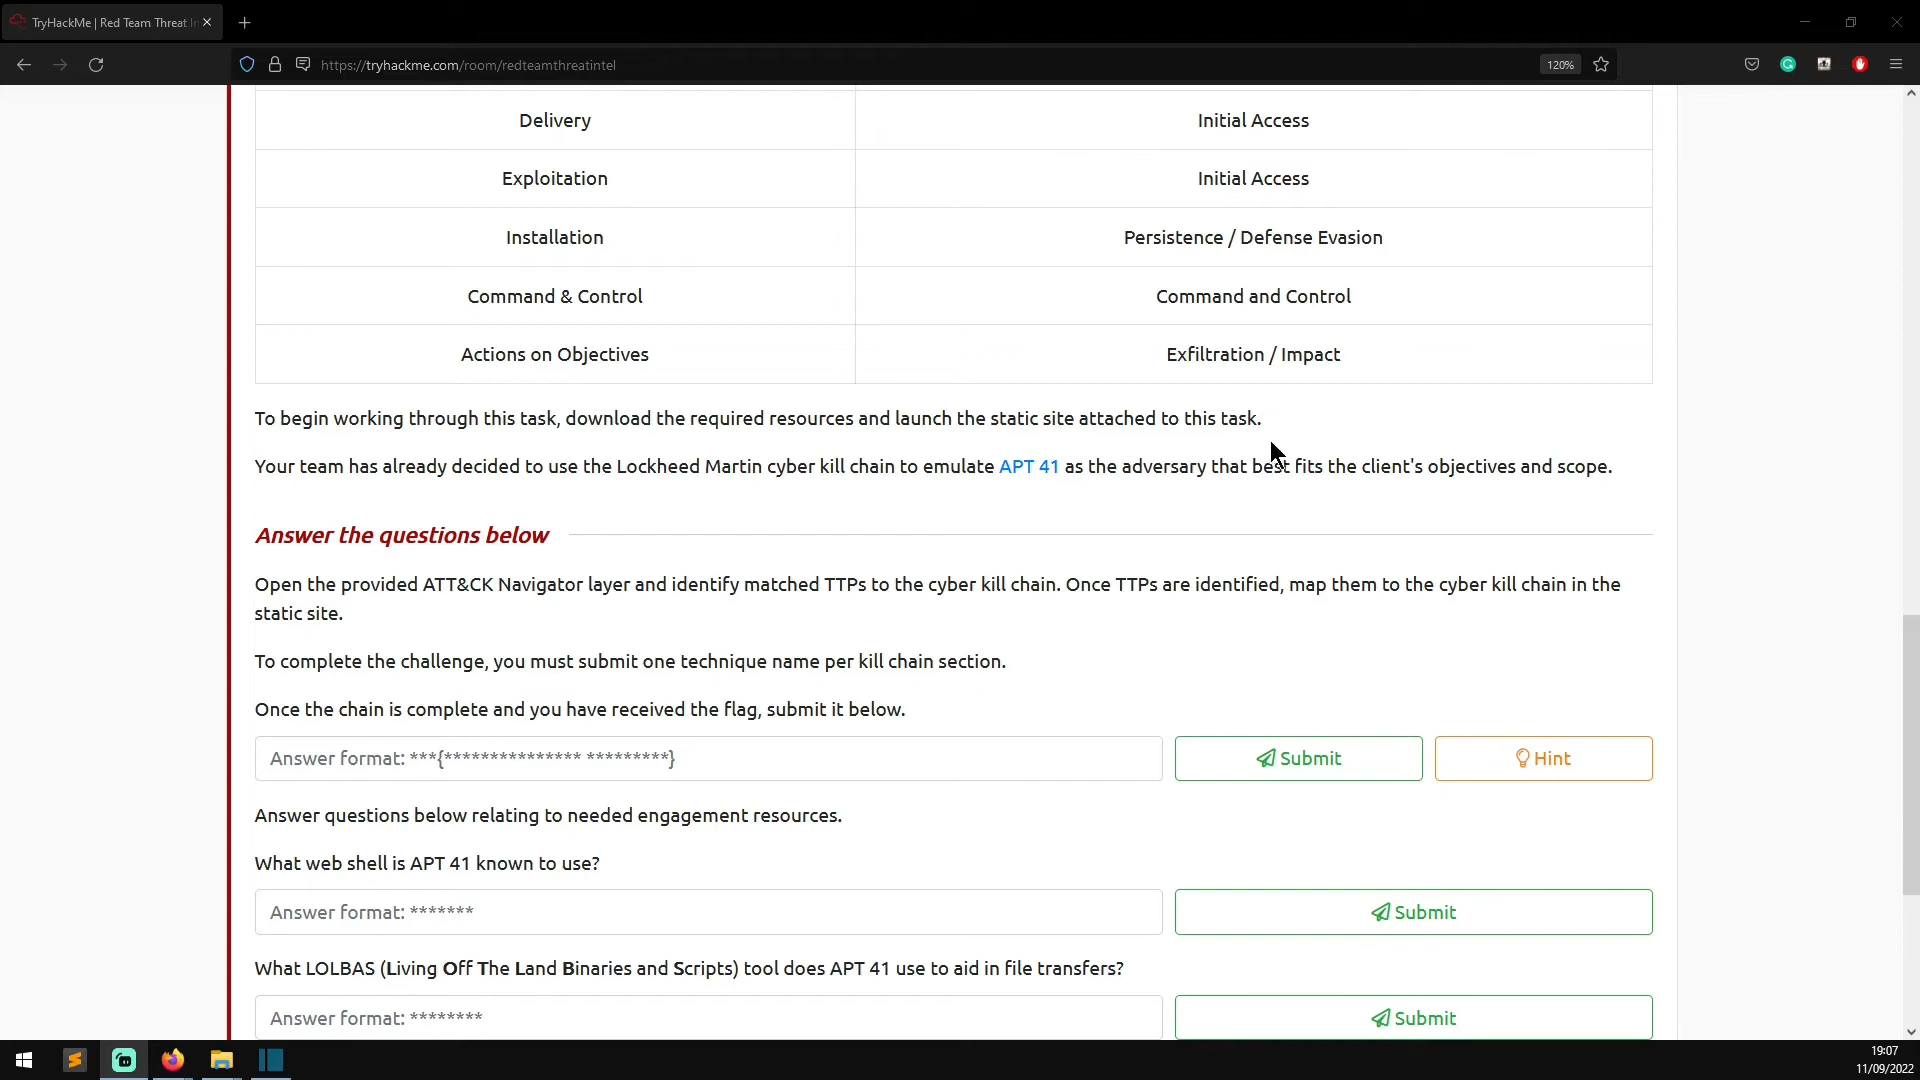 TryHackMe | Red Team Threat In
https://tryhackme.com/room/redteamthreatintel
120%
Delivery
Initial Access
Exploitation
Initial Access
Installation
Persistence / Defense Evasion
Command & Control
Command and Control
Actions on Objectives
Exfiltration / Impact
To begin working through this task, download the required resources and launch the static site attached to this task.
Your team has already decided to use the Lockheed Martin cyber kill chain to emulate APT 41 as the adversary that best fits the client's objectives and scope.
Answer the questions below
Open the provided ATT&CK Navigator layer and identify matched TTPs to the cyber kill chain. Once TTPs are identified, map them to the cyber kill chain in the
static site.
To complete the challenge, you must submit one technique name per kill chain section.
Once the chain is complete and you have received the flag, submit it below.
Answer format: ***{*************** *********}
Submit
Hint
Answer questions below relating to needed engagement resources.
What web shell is APT 41 known to use?
Answer format: *******
Submit
What LOLBAS (Living Off The Land Binaries and Scripts) tool does APT 41 use to aid in file transfers?
Answer format: ********
Submit
19:07
11/09/2022